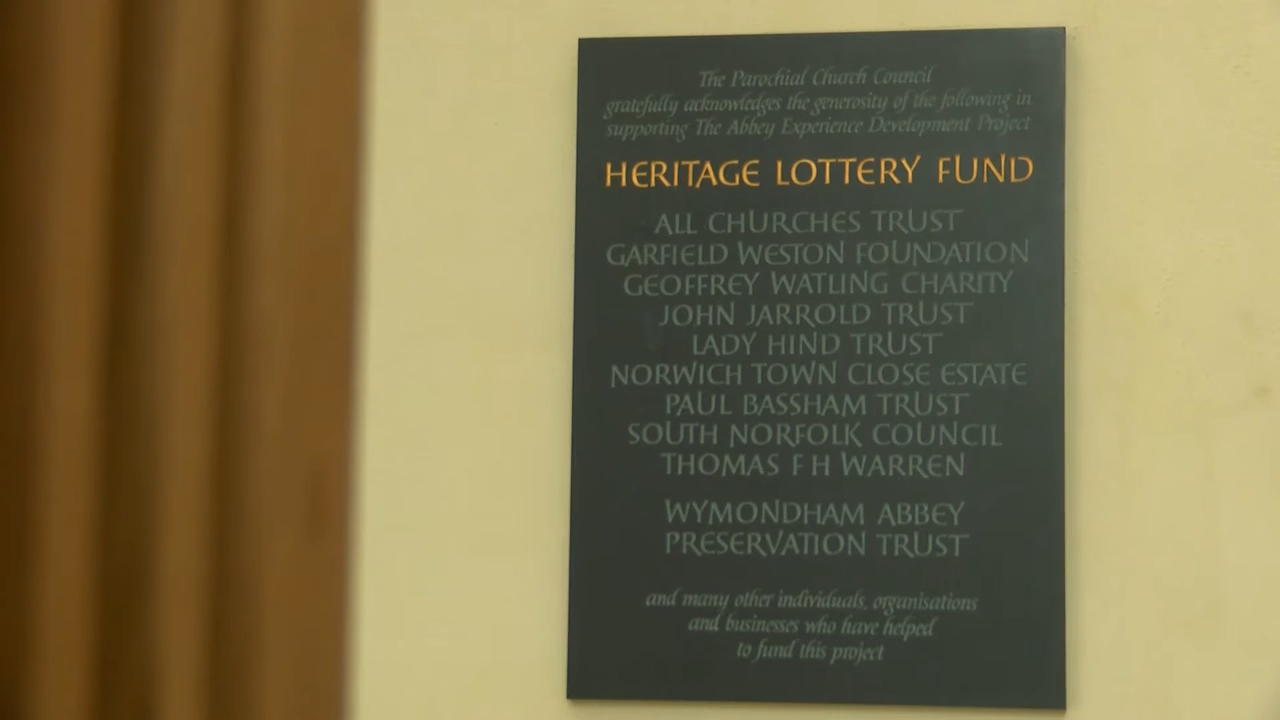 The Parochial Church Council
gratefully acknowledges the generosity of the following in
supporting The Abbey Experience Development Project
HERITAGE LOTTERY FUND
ALL CHURCHES TRUST
GARFIELD WESTON FOUNDATION
GEOFFREY WATLING CHARITY
JOHN JARROLD TRUST
LADY HIND TRUST
NORWICH TOWN CLOSE ESTATE
PAUL BASSHAM TRUST
SOUTH NORFOLK COUNCIL
THOMAS F H WARREN
WYMONDHAM ABBEY
PRESERVATION TRUST
and many other individuals, organisations
and businesses who have helped
to fund this project